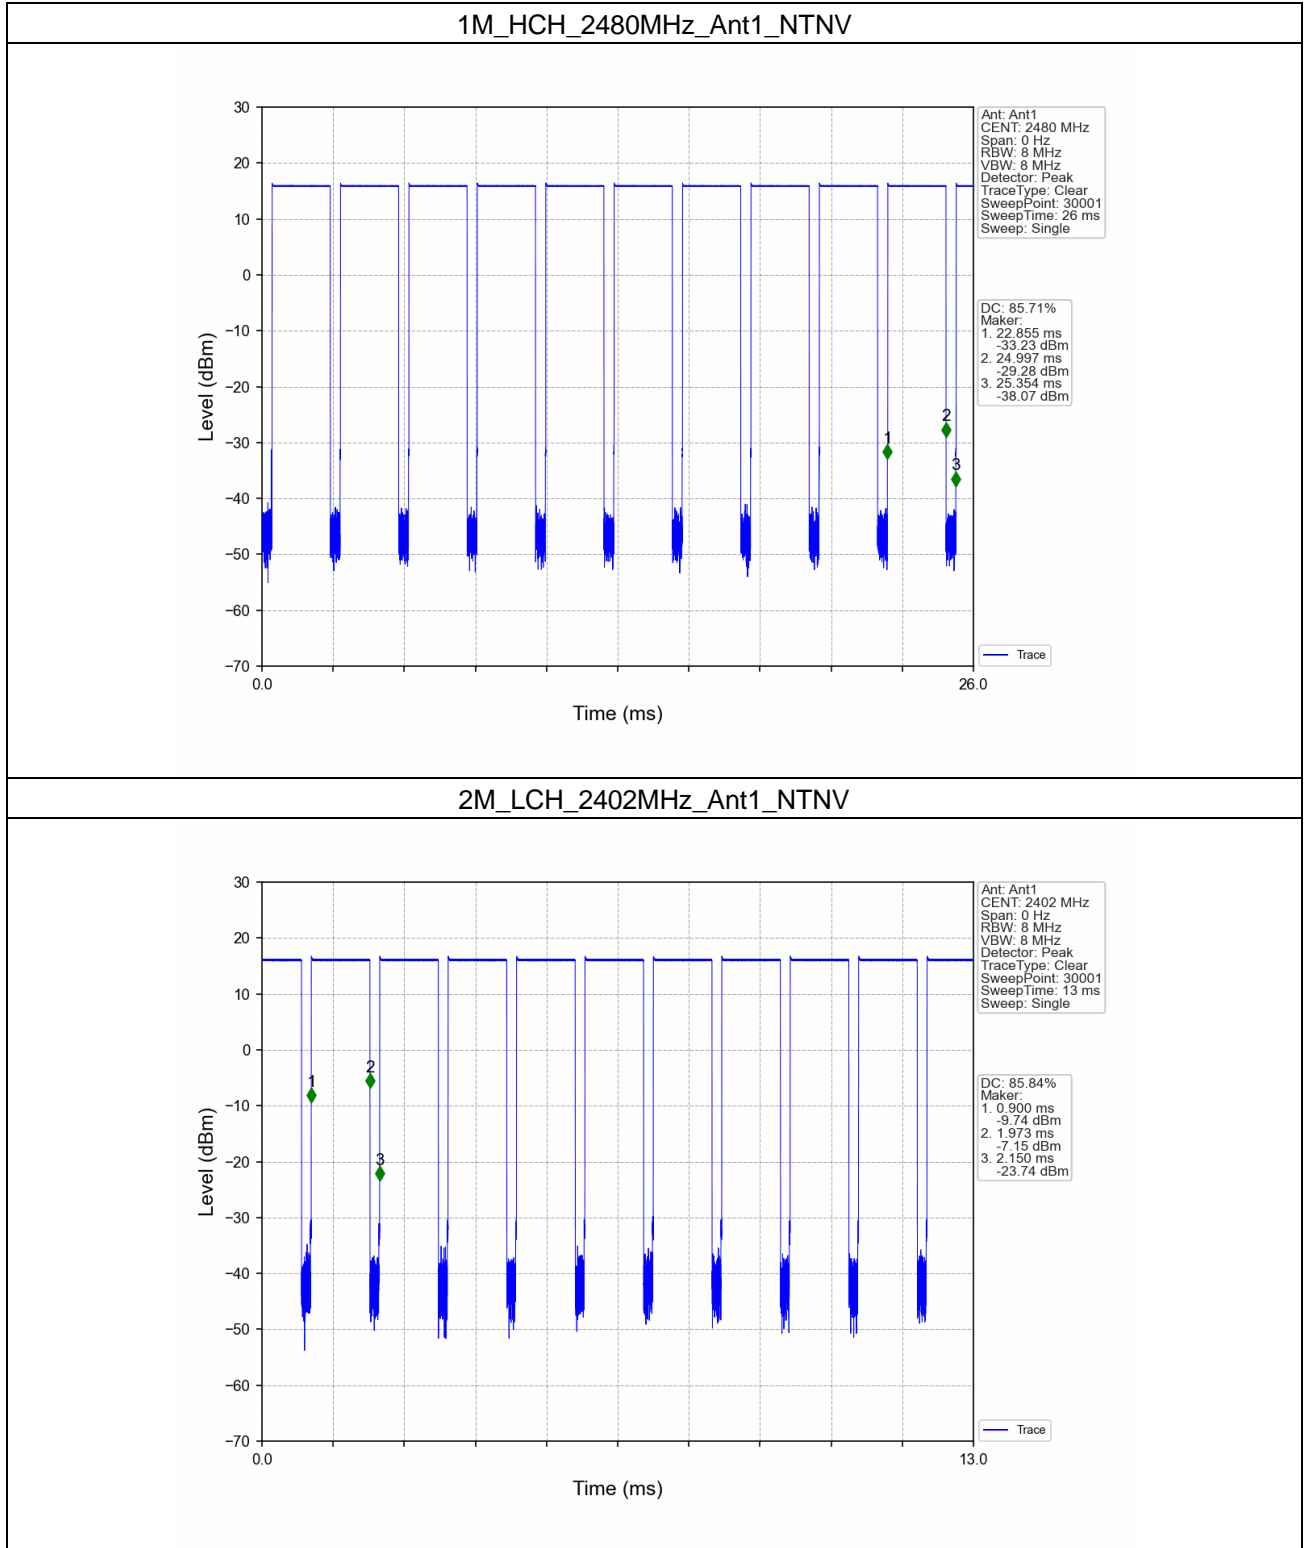 1M_HCH_2480MHz_Ant1_NTNV
30
20
10
0
−10
−20
−30
−40
−50
−60
−70
Level (dBm)
0.0
26.0
Time (ms)
1
2
3
Ant: Ant1
CENT: 2480 MHz
Span: 0 Hz
RBW: 8 MHz
VBW: 8 MHz
Detector: Peak
TraceType: Clear
SweepPoint: 30001
SweepTime: 26 ms
Sweep: Single
DC: 85.71%
Maker:
1. 22.855 ms
-33.23 dBm
2. 24.997 ms
-29.28 dBm
3. 25.354 ms
-38.07 dBm
Trace
2M_LCH_2402MHz_Ant1_NTNV
30
20
10
0
−10
−20
−30
−40
−50
−60
−70
Level (dBm)
0.0
13.0
Time (ms)
1
2
3
Ant: Ant1
CENT: 2402 MHz
Span: 0 Hz
RBW: 8 MHz
VBW: 8 MHz
Detector: Peak
TraceType: Clear
SweepPoint: 30001
SweepTime: 13 ms
Sweep: Single
DC: 85.84%
Maker:
1. 0.900 ms
-9.74 dBm
2. 1.973 ms
-7.15 dBm
3. 2.150 ms
-23.74 dBm
Trace